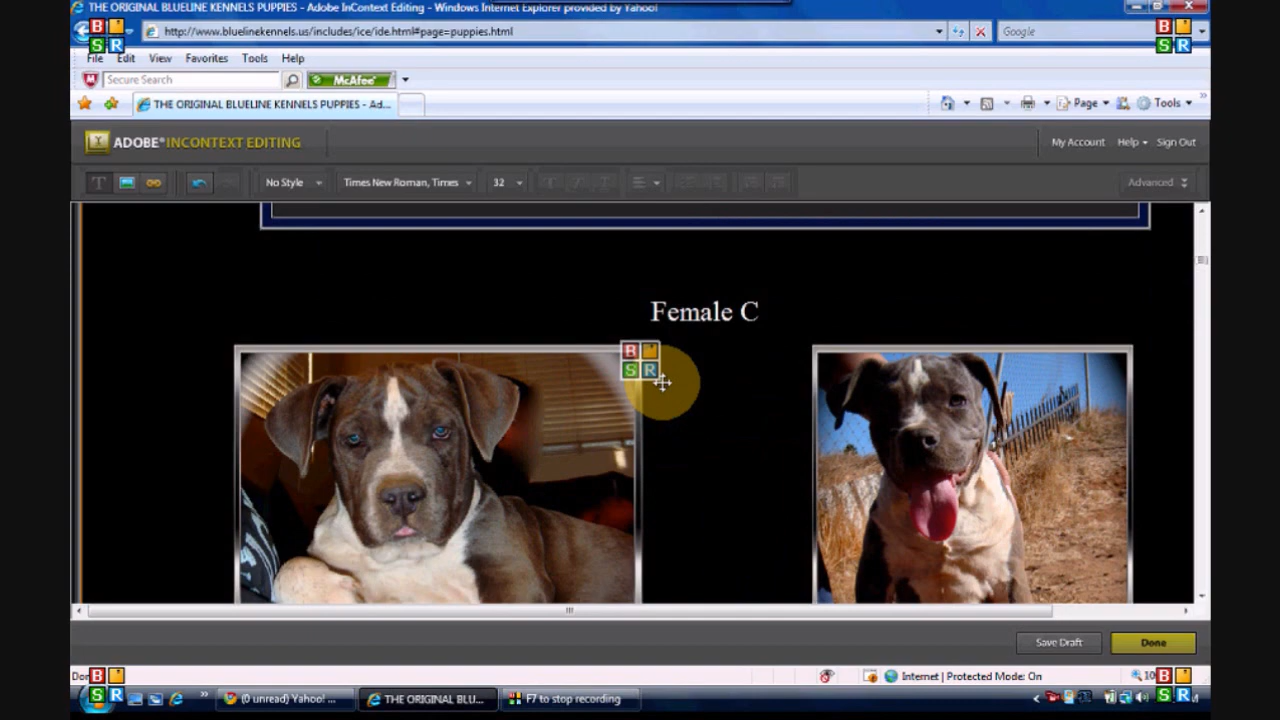 THE ORIGINAL BLUELINE KENNELS PUPPIES - Adobe InContext Editing - Windows Internet Explorer provided by Yahoo!
http://www.bluelinekennels.us/includes/ice/ide.html#page=puppies.html
Google
B
S R
B
S R
File Edit View Favorites Tools Help
Secure Search
McAfee
THE ORIGINAL BLUELINE KENNELS PUPPIES - Ad...
Page Tools
ADOBE® INCONTEXT EDITING
My Account Help Sign Out
T No Style Times New Roman, Times 32 Advanced
Female C
B
S R
Save Draft Done
Internet | Protected Mode: On
B
S R
B
S R
(0 unread) Yahoo! ... THE ORIGINAL BLU... F7 to stop recording